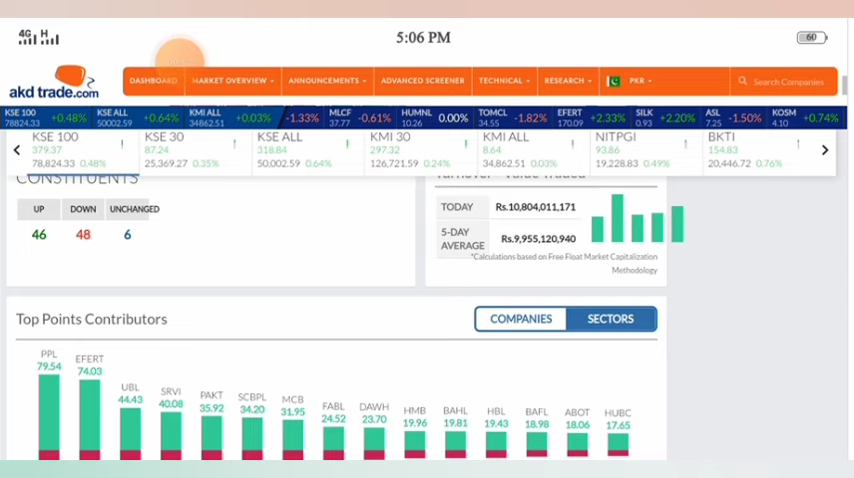 4G H
5:06 PM
60
akd trade.com
DASHBOARD MARKET OVERVIEW ANNOUNCEMENTS ADVANCED SCREENER TECHNICAL RESEARCH PKR Search Companies
KSE 100 78824.33 +0.48% KSE ALL 50002.59 +0.64% KMI ALL 34862.51 +0.03% -1.33% MLCF 37.77 -0.61% HUMNL 10.26 0.00% TOMCL 34.55 -1.82% EFERT 170.09 +2.33% SILK 0.93 +2.20% ASL 7.25 -1.50% KOSM 4.10 +0.74%
KSE 100 KSE 30 KSE ALL KMI 30 KMI ALL NITPGI BKTI
379.37 87.24 318.84 297.32 8.64 93.86 154.83
78,824.33 0.48% 25,369.27 0.35% 50,002.59 0.64% 126,721.59 0.24% 34,862.51 0.03% 19,228.83 0.49% 20,446.72 0.76%
CONSTITUENTS
UP DOWN UNCHANGED
46 48 6
Turnover - Value Traded
TODAY Rs.10,804,011,171
5-DAY AVERAGE Rs.9,955,120,940
*Calculations based on Free Float Market Capitalization
Methodology
Top Points Contributors
COMPANIES SECTORS
PPL EFERT UBL SRVI PAKT SCBPL MCB FABL DAWH HMB BAHL HBL BAFL ABOT HUBC
79.54 74.03 44.43 40.08 35.92 34.20 31.95 24.52 23.70 19.96 19.81 19.43 18.98 18.06 17.65